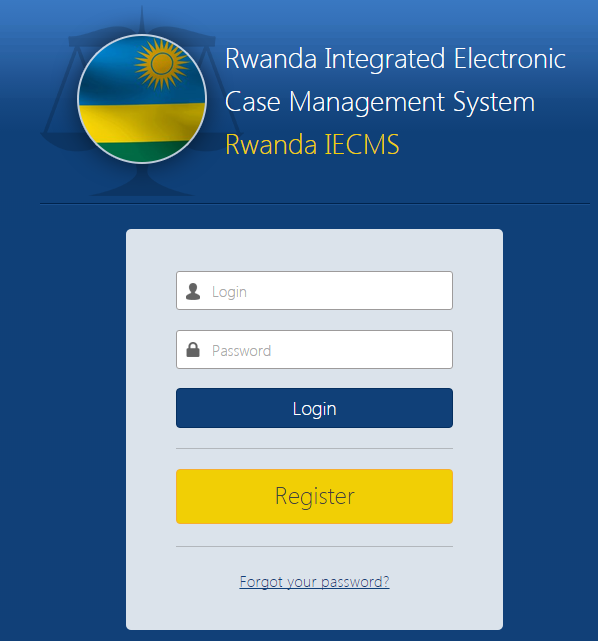 Rwanda Integrated Electronic
Case Management System
Rwanda IECMS
Login
Password
Login
Register
Forgot your password?